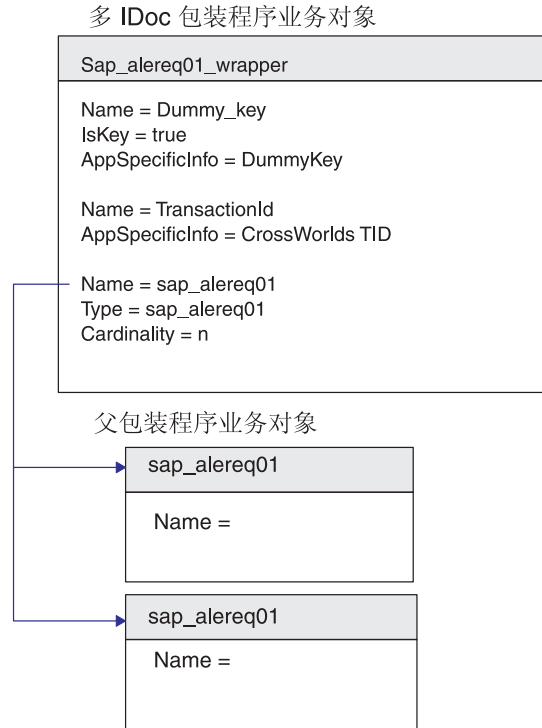 多 IDoc 包装程序业务对象
Sap_alereq01_wrapper
Name = Dummy_key
IsKey = true
AppSpecificInfo = DummyKey
Name = TransactionId
AppSpecificInfo = CrossWorlds TID
Name = sap_alereq01
Type = sap_alereq01
Cardinality = n
父包装程序业务对象
sap_alereq01
Name =
sap_alereq01
Name =